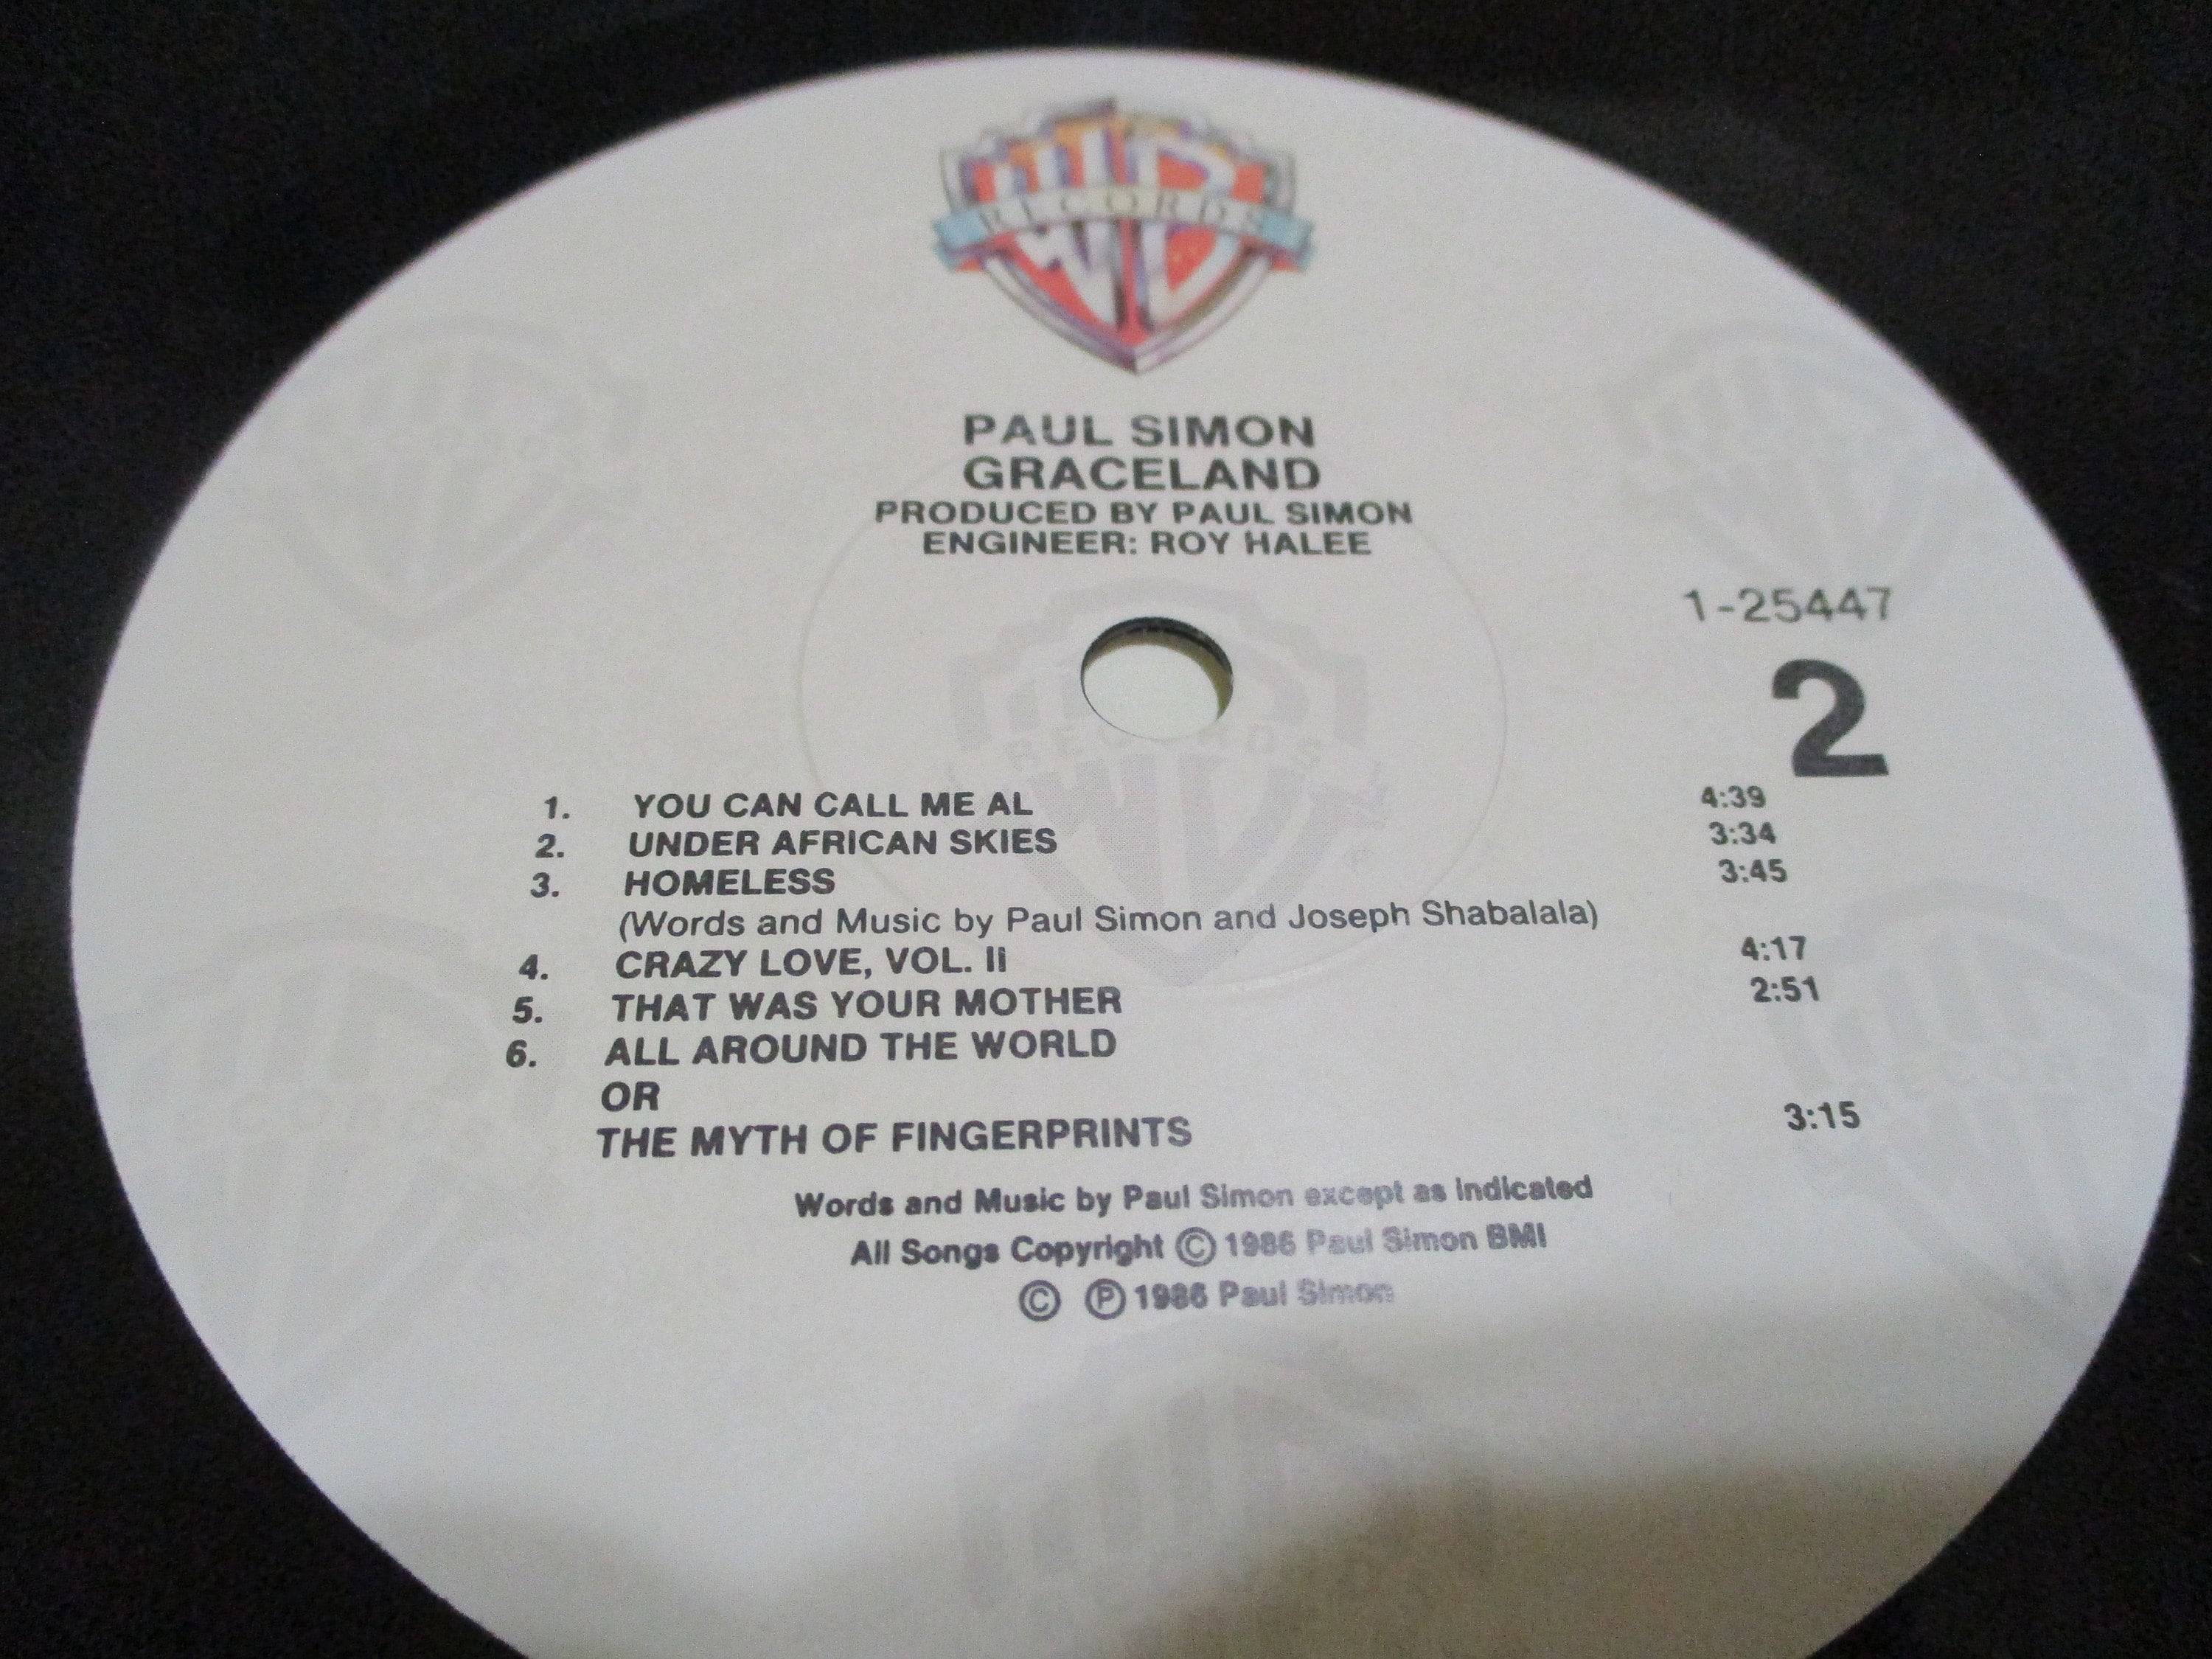 WB
RECORDS
PAUL SIMON
GRACELAND
PRODUCED BY PAUL SIMON
ENGINEER: ROY HALEE
1-25447
2
1. YOU CAN CALL ME AL 4:39
2. UNDER AFRICAN SKIES 3:34
3. HOMELESS 3:45
(Words and Music by Paul Simon and Joseph Shabalala)
4. CRAZY LOVE, VOL. Ii 4:17
5. THAT WAS YOUR MOTHER 2:51
6. ALL AROUND THE WORLD
OR
THE MYTH OF FINGERPRINTS 3:15
Words and Music by Paul Simon except as indicated
All Songs Copyright © 1986 Paul Simon BMI
© ℗ 1986 Paul Simon